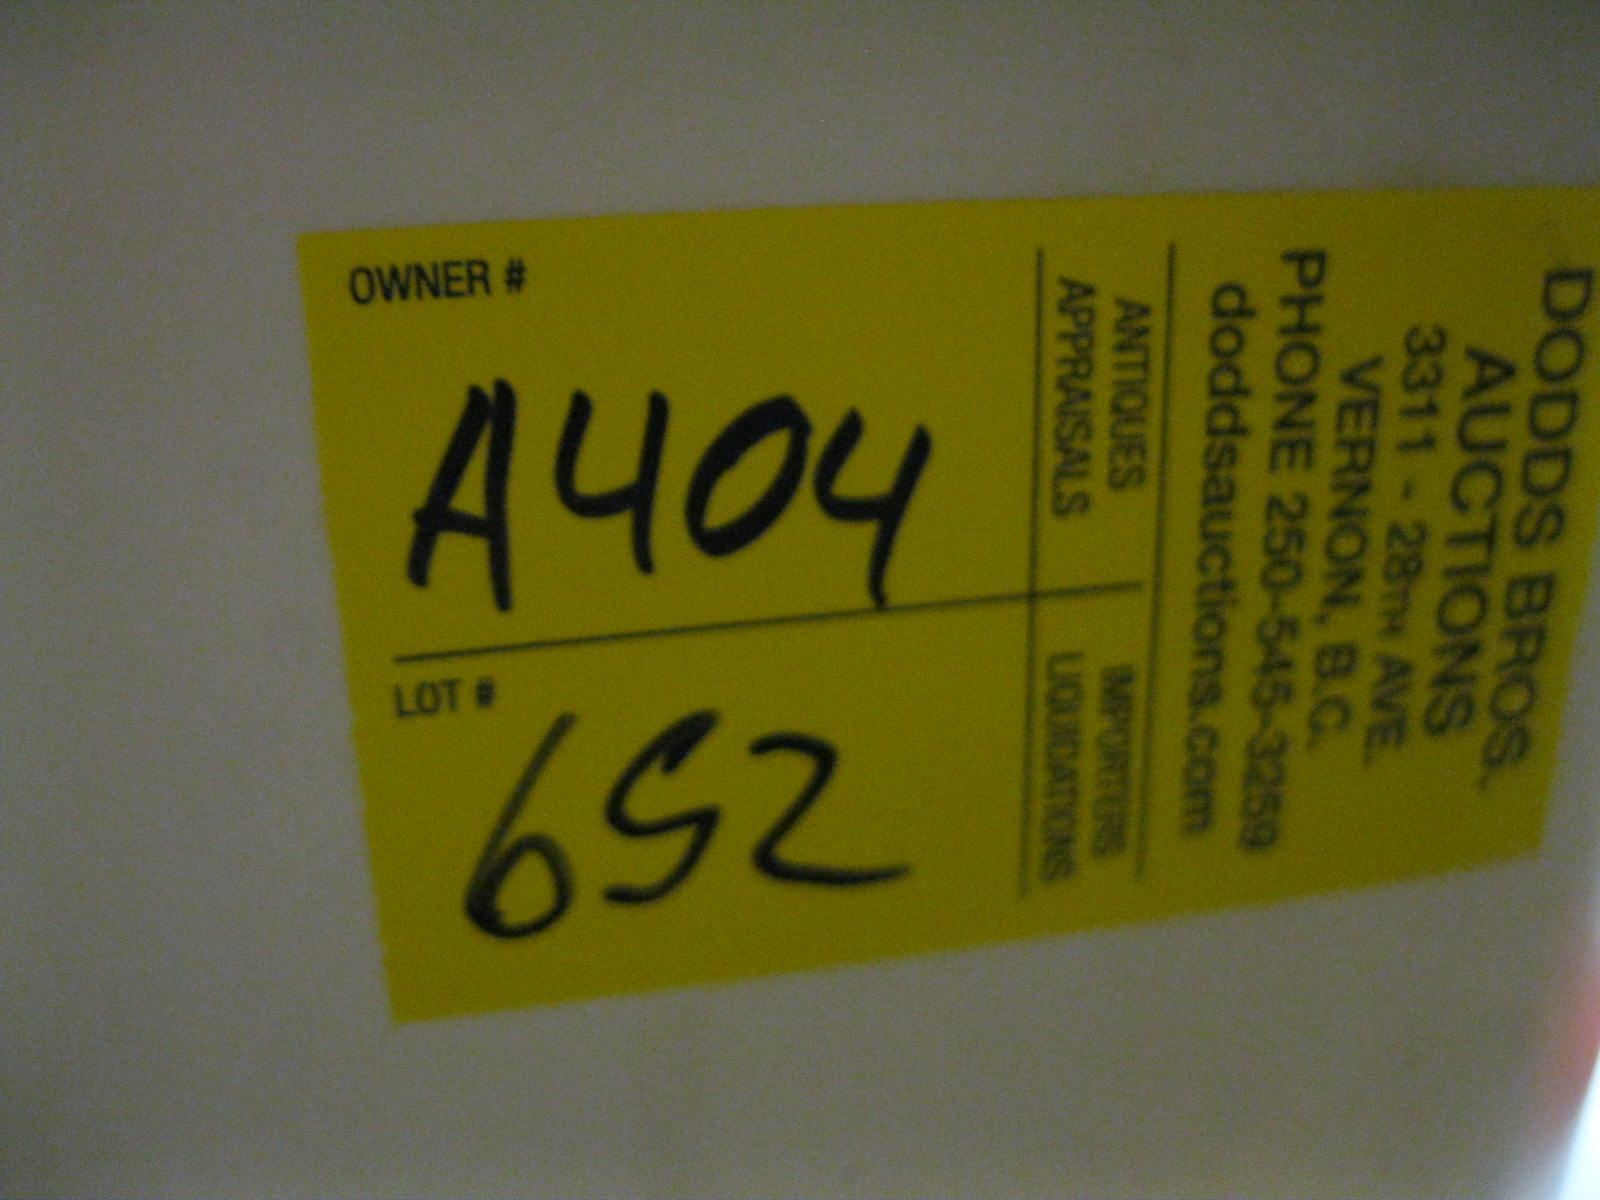 OWNER #
A404
LOT #
652
ANTIQUES
APPRAISALS
IMPORTERS
LIQUIDATIONS
DODDS BROS.
AUCTIONS
3311 - 28TH AVE.
VERNON, B.C.
PHONE 250-545-3259
doddsauctions.com